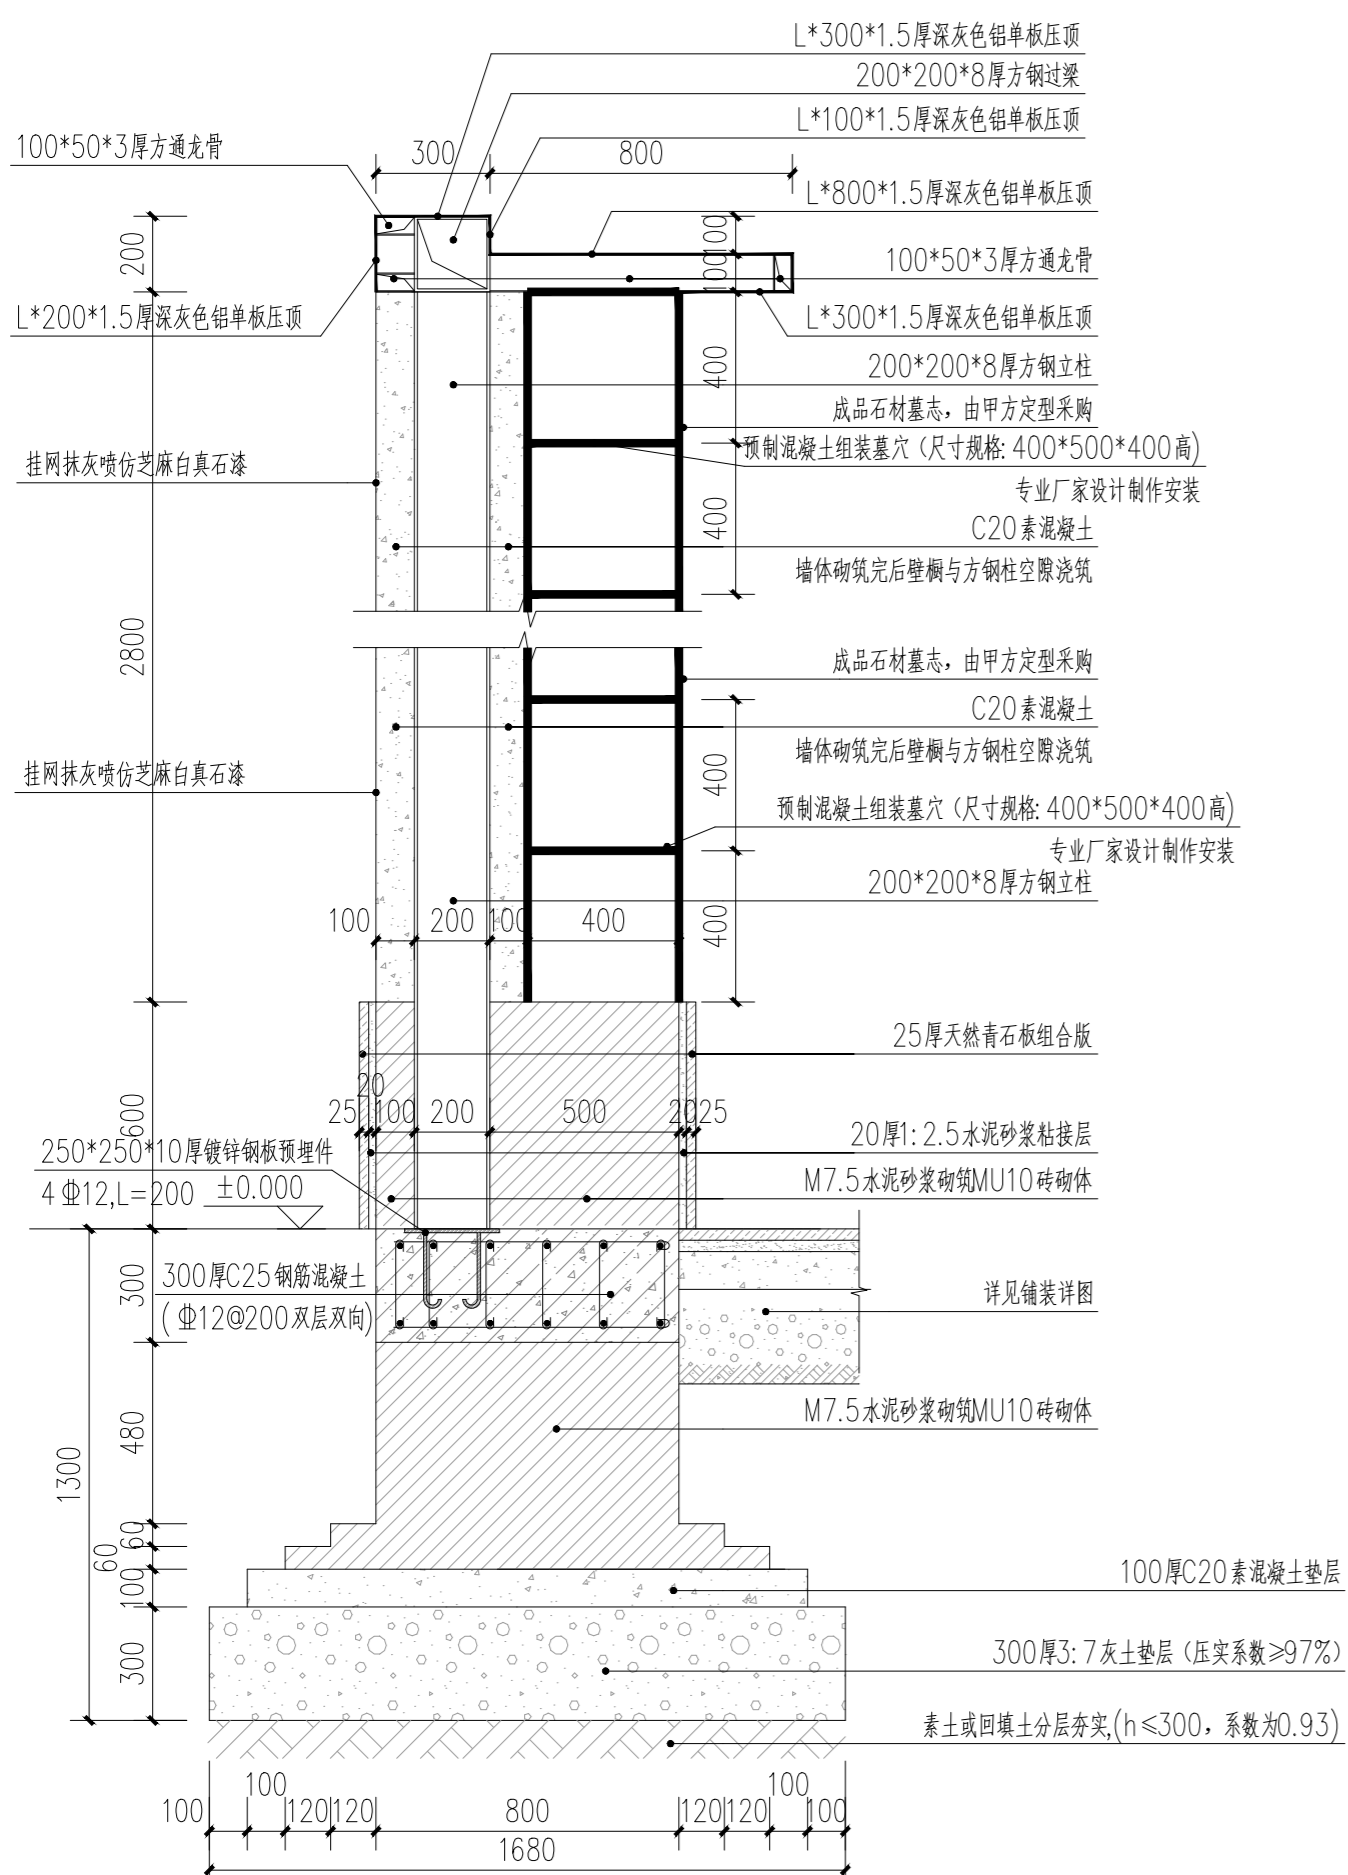 L*300*1.5厚深灰色铝单板压顶
200*200*8厚方钢过梁
L*100*1.5厚深灰色铝单板压顶
100*50*3厚方通龙骨
300
800
L*800*1.5厚深灰色铝单板压顶
200
100
100
100*50*3厚方通龙骨
L*200*1.5厚深灰色铝单板压顶
L*300*1.5厚深灰色铝单板压顶
400
200*200*8厚方钢立柱
成品石材墓志，由甲方定型采购
预制混凝土组装墓穴（尺寸规格: 400*500*400高)
专业厂家设计制作安装
挂网抹灰喷仿芝麻白真石漆
400
C20素混凝土
墙体砌筑完后壁橱与方钢柱空隙浇筑
2800
成品石材墓志，由甲方定型采购
C20素混凝土
墙体砌筑完后壁橱与方钢柱空隙浇筑
挂网抹灰喷仿芝麻白真石漆
400
预制混凝土组装墓穴（尺寸规格: 400*500*400高)
专业厂家设计制作安装
200*200*8厚方钢立柱
100
200
100
400
400
25厚天然青石板组合版
600
20
25
100
200
500
20
25
20厚1: 2.5水泥砂浆粘接层
250*250*10厚镀锌钢板预埋件
M7.5水泥砂浆砌筑MU10砖砌体
4Φ12,L=200
±0.000
300
300厚C25钢筋混凝土
(Φ12@200双层双向)
详见铺装详图
480
M7.5水泥砂浆砌筑MU10砖砌体
1300
60
60
100
100厚C20素混凝土垫层
300
300厚3: 7灰土垫层（压实系数≥97%）
素土或回填土分层夯实,(h≤300，系数为0.93)
100
100
120
120
800
120
120
100
100
1680